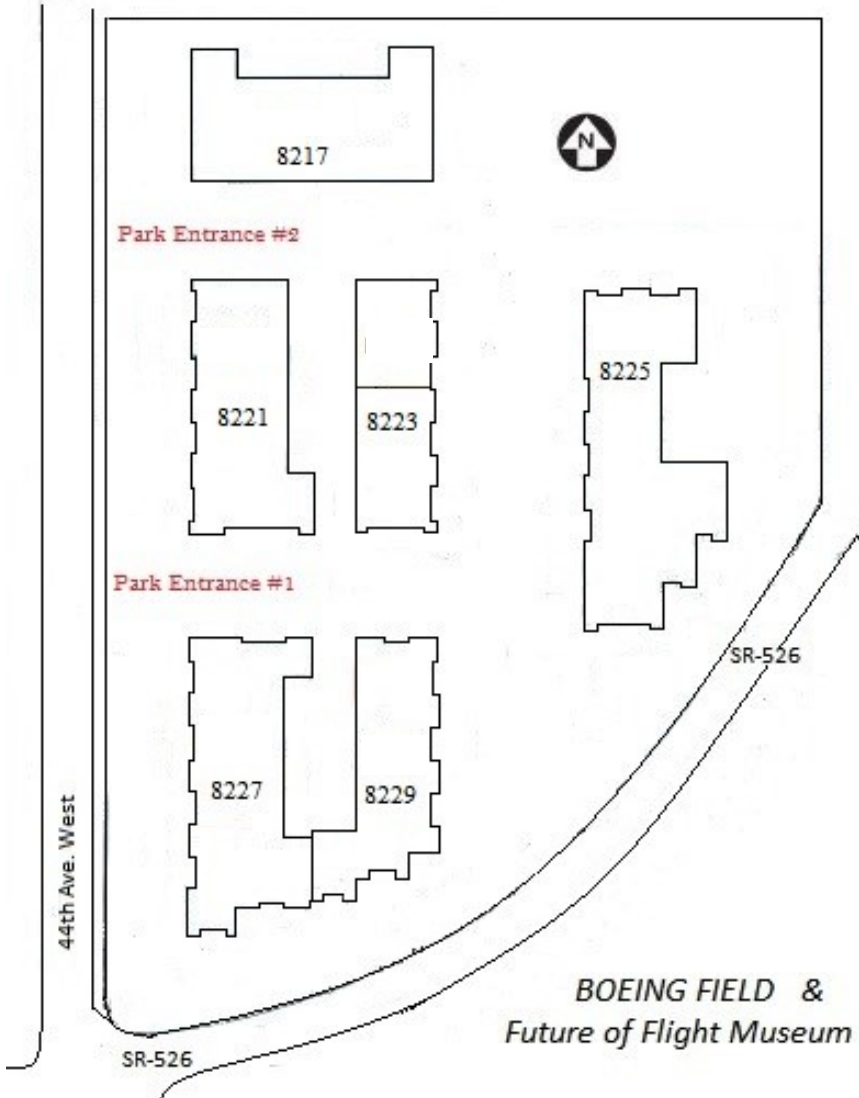 8217
N
Park Entrance #2
8221
8223
8225
Park Entrance #1
SR-526
8227
8229
44th Ave. West
BOEING FIELD &
Future of Flight Museum
SR-526